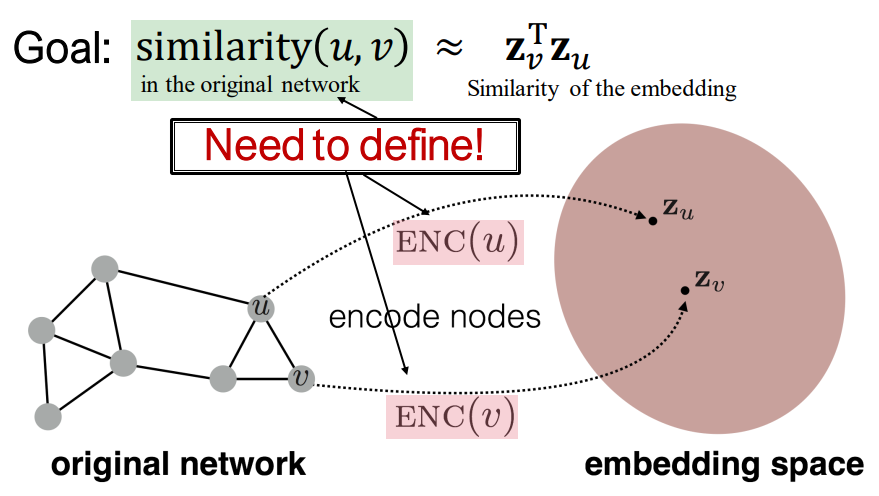 Goal: similarity(u, v) ≈ z_v^T z_u
in the original network
Similarity of the embedding
Need to define!
z_u
ENC(u)
z_v
u
encode nodes
v
ENC(v)
original network
embedding space